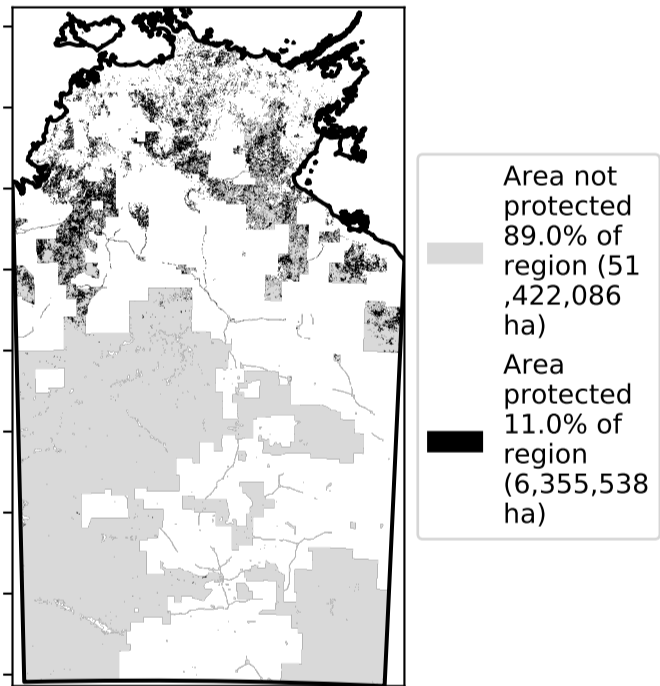 Area not
protected
89.0% of
region (51
,422,086
ha)
Area
protected
11.0% of
region
(6,355,538
ha)